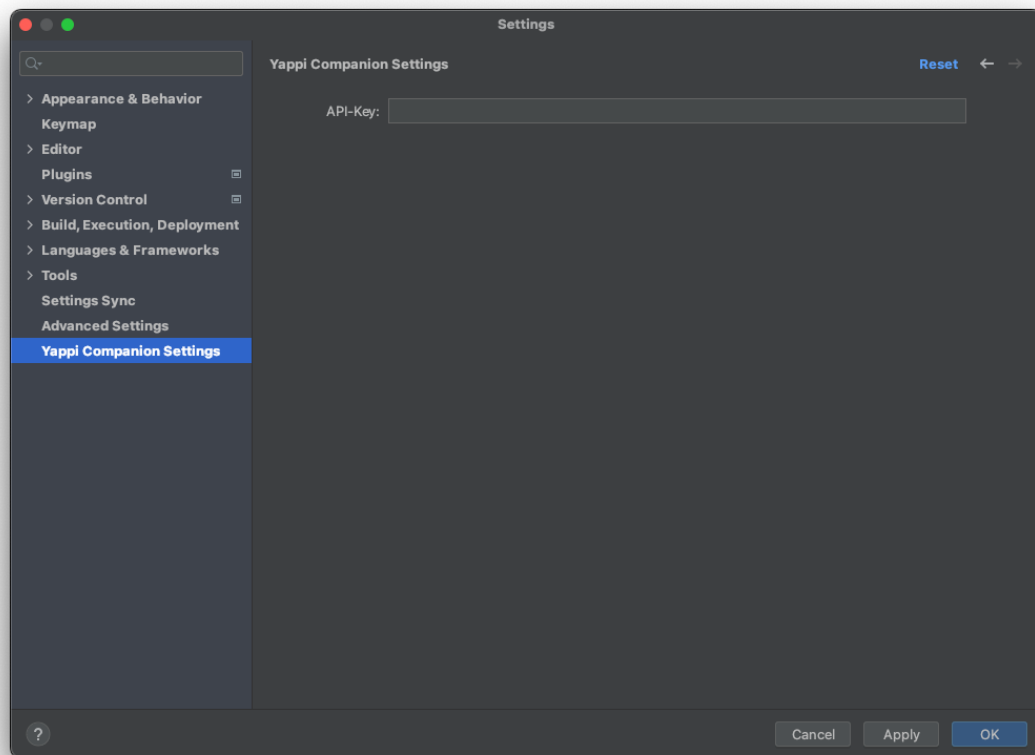 Settings
Appearance & Behavior
Keymap
Editor
Plugins
Version Control
Build, Execution, Deployment
Languages & Frameworks
Tools
Settings Sync
Advanced Settings
Yappi Companion Settings
Yappi Companion Settings
Reset
API-Key:
?
Cancel
Apply
OK